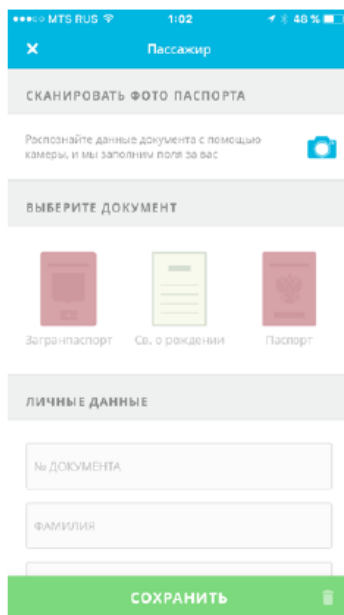 MTS RUS 1:02 48 %
Пассажир
СКАНИРОВАТЬ ФОТО ПАСПОРТА
Распознайте данные документа с помощью
камеры, и мы заполним поля за вас
ВЫБЕРИТЕ ДОКУМЕНТ
Загранпаспорт Св. о рождении Паспорт
ЛИЧНЫЕ ДАННЫЕ
№ ДОКУМЕНТА
ФАМИЛИЯ
СОХРАНИТЬ